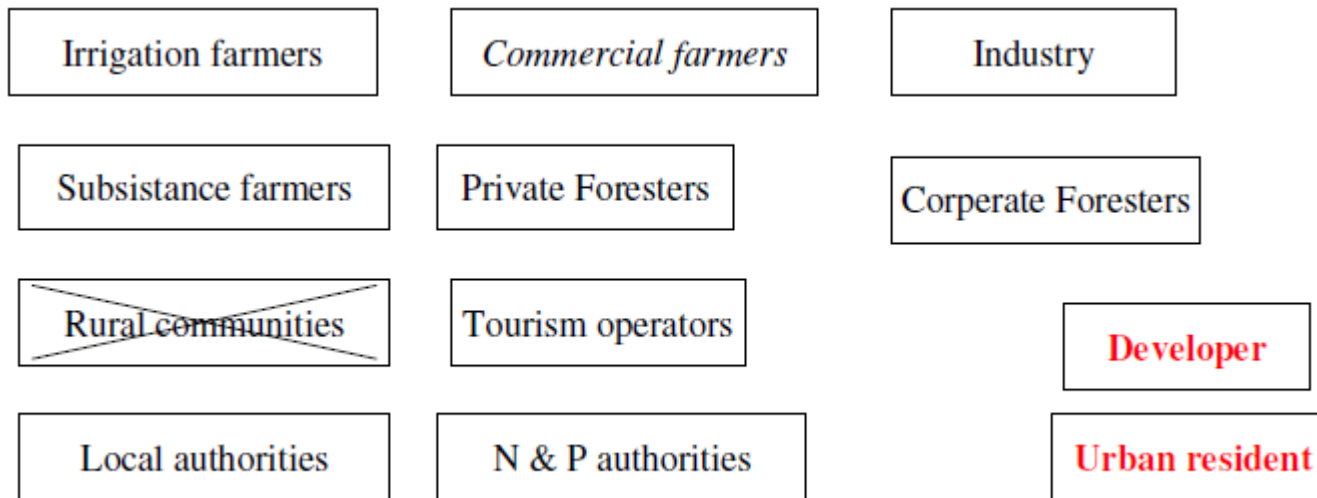 Irrigation farmers
Commercial farmers
Industry
Subsistance farmers
Private Foresters
Corperate Foresters
Rural communities
Tourism operators
Developer
Local authorities
N & P authorities
Urban resident